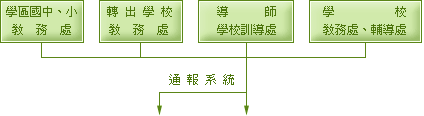 學區國中、小
教務處
轉出學校
教務處
導師
學校訓導處
學校
教務處、輔導處
通報系統